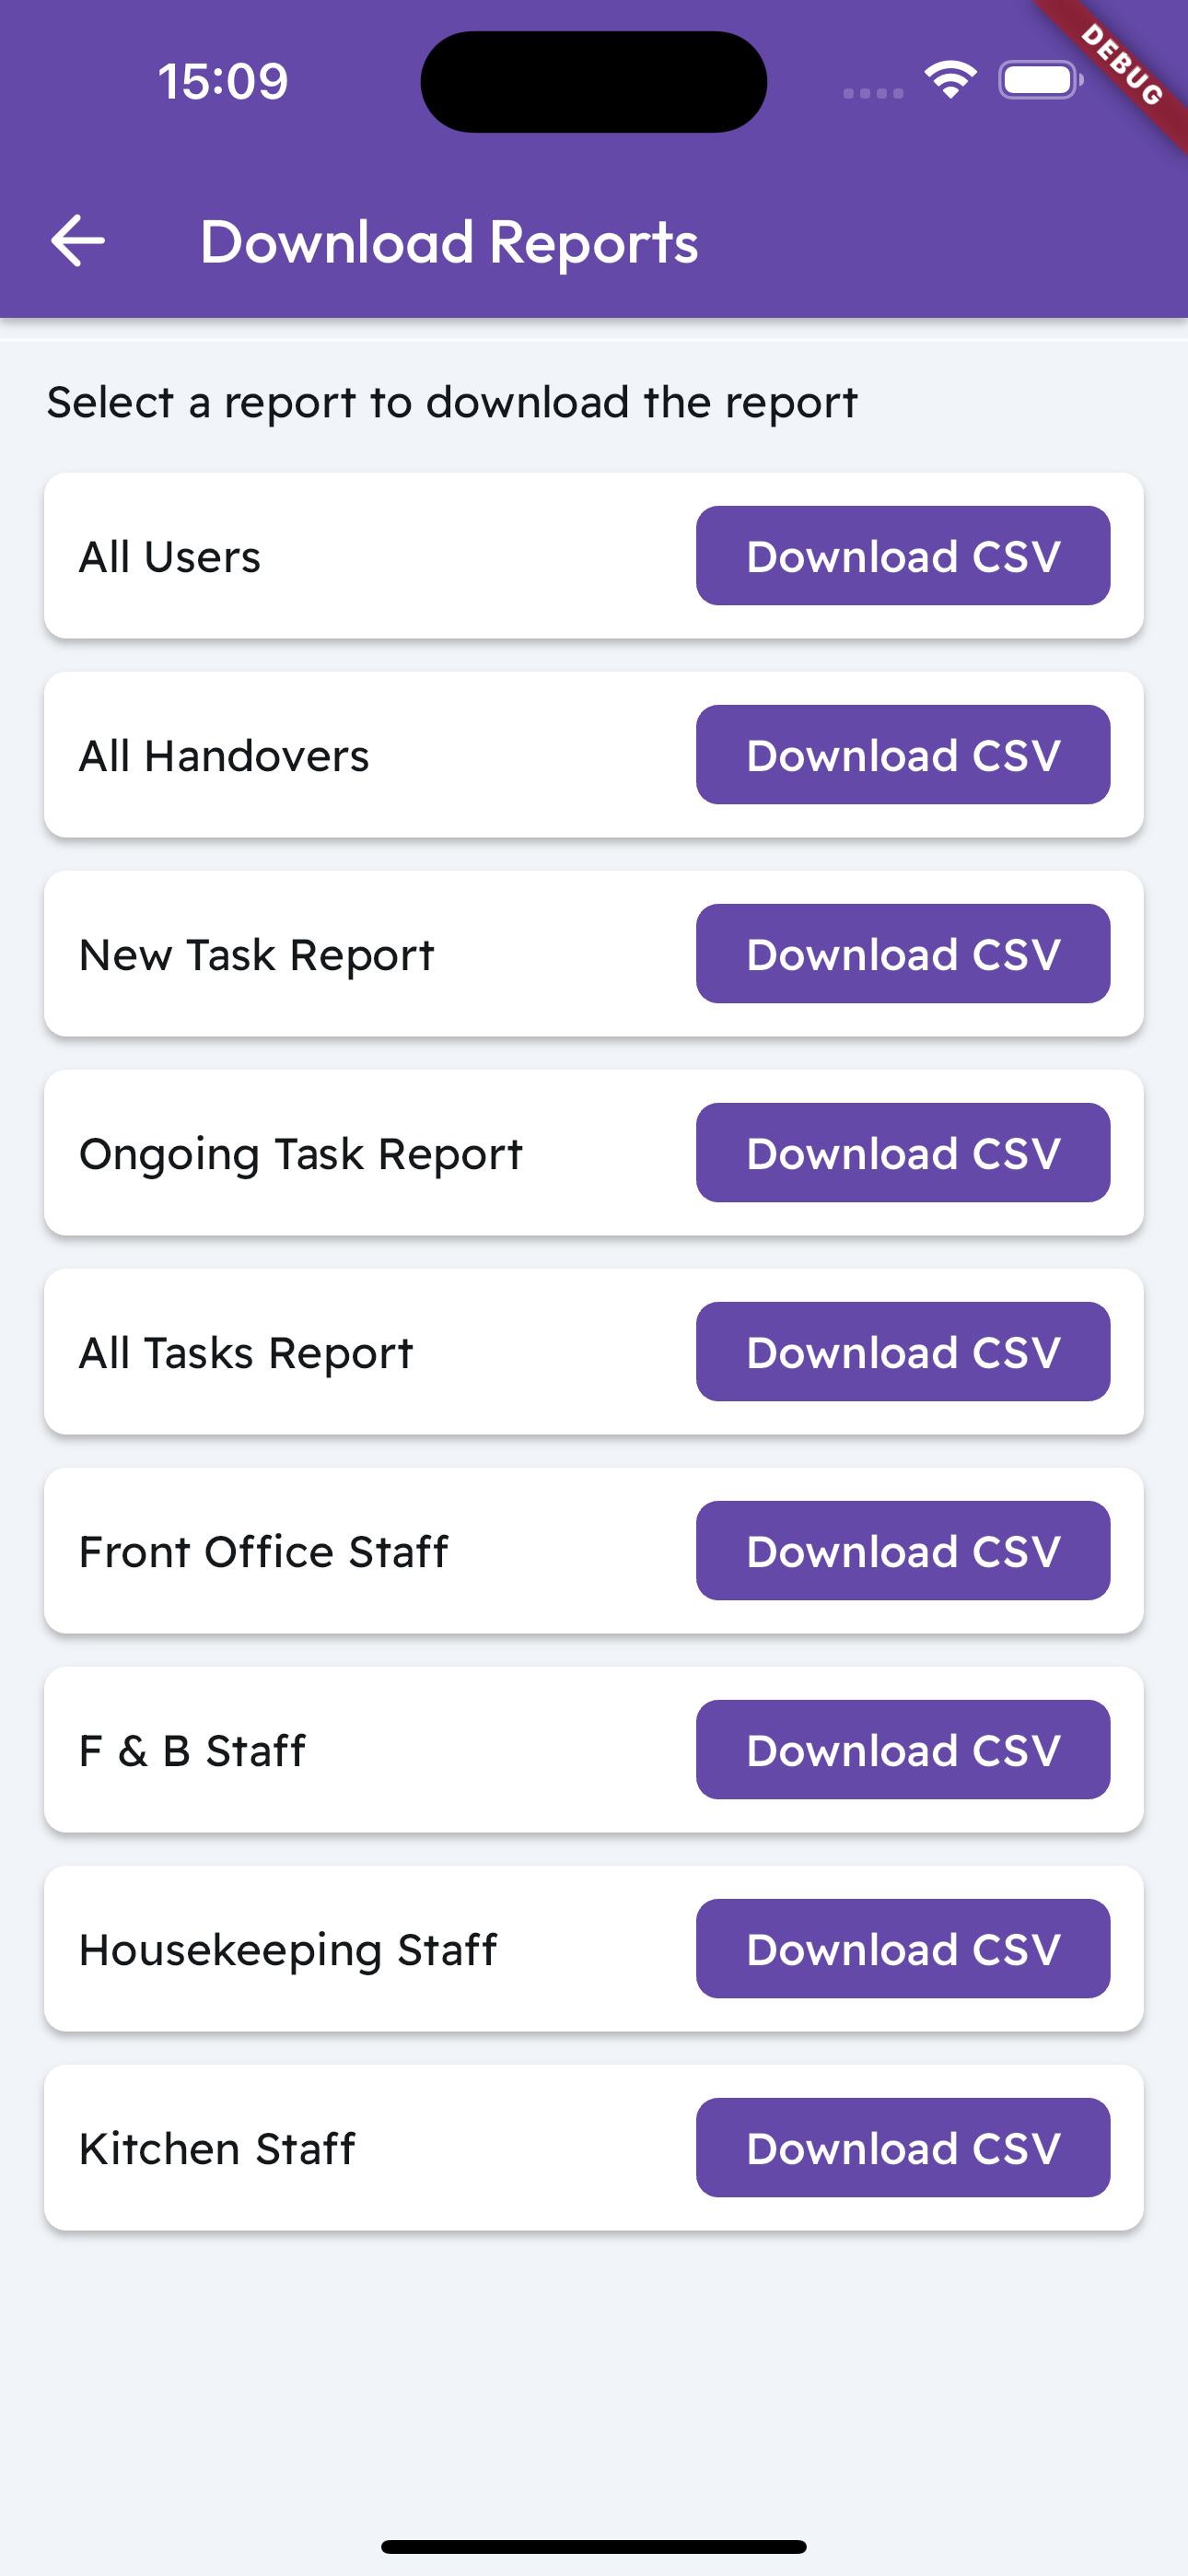 15:09
DEBUG
Download Reports
Select a report to download the report
All Users Download CSV
All Handovers Download CSV
New Task Report Download CSV
Ongoing Task Report Download CSV
All Tasks Report Download CSV
Front Office Staff Download CSV
F & B Staff Download CSV
Housekeeping Staff Download CSV
Kitchen Staff Download CSV